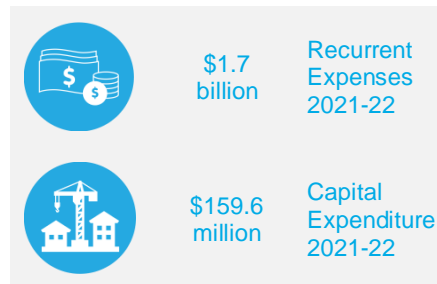 $
$
$1.7
billion
Recurrent
Expenses
2021-22
$159.6
million
Capital
Expenditure
2021-22